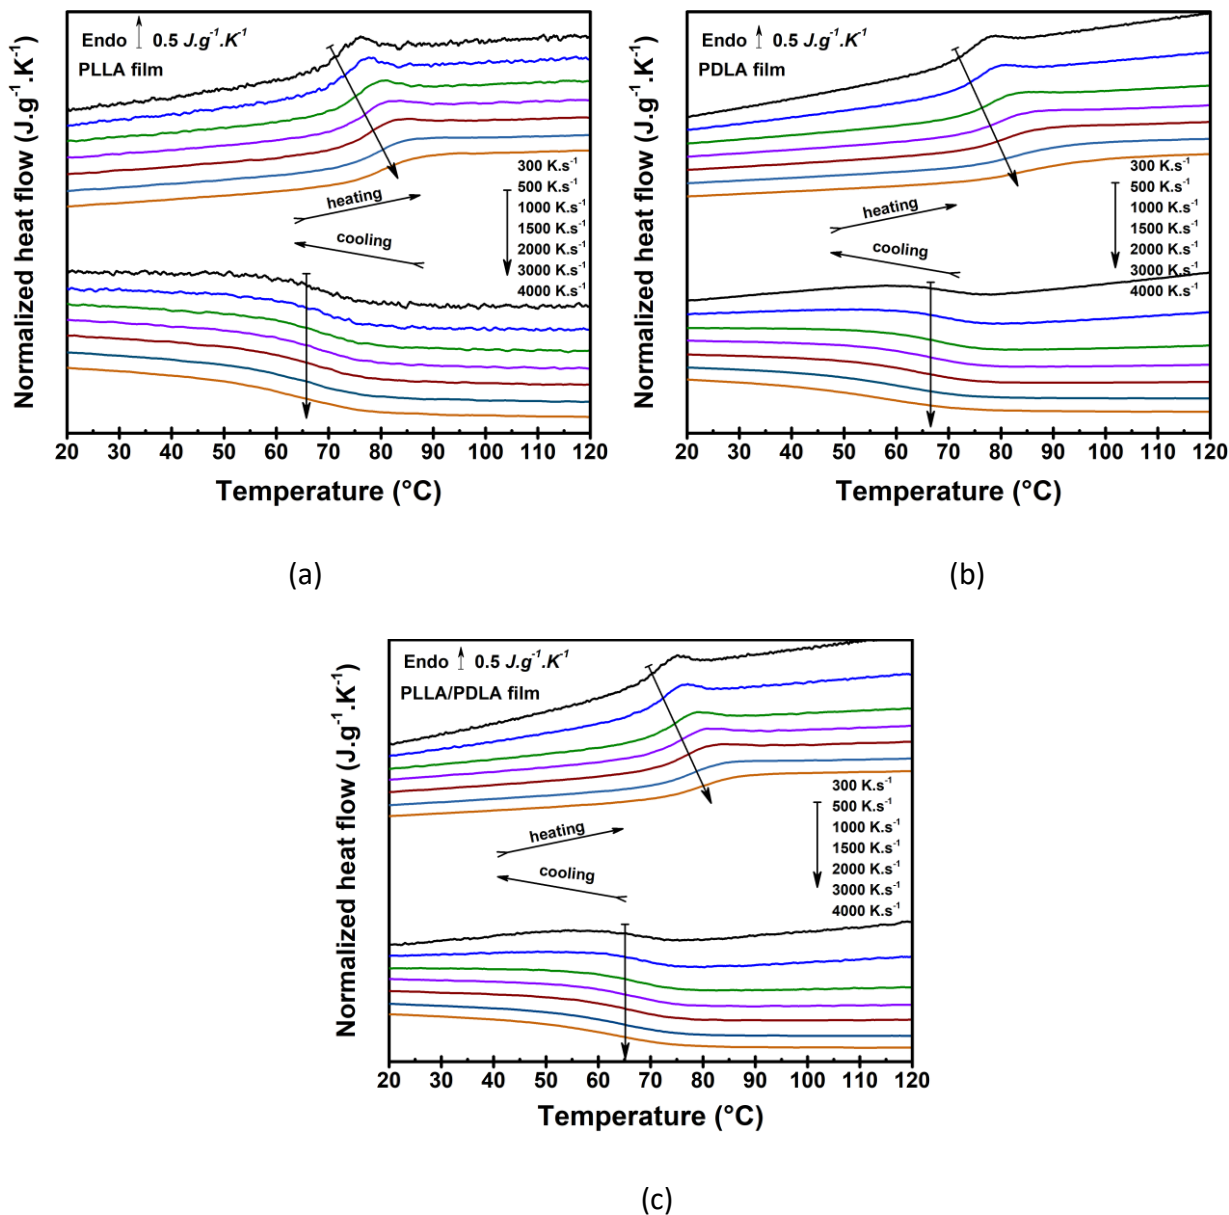 Endo 0.5 J.g⁻¹.K⁻¹
PLLA film
Normalized heat flow (J.g⁻¹.K⁻¹)
heating
cooling
300 K.s⁻¹
500 K.s⁻¹
1000 K.s⁻¹
1500 K.s⁻¹
2000 K.s⁻¹
3000 K.s⁻¹
4000 K.s⁻¹
20 30 40 50 60 70 80 90 100 110 120
Temperature (°C)
(a)
Endo 0.5 J.g⁻¹.K⁻¹
PDLA film
Normalized heat flow (J.g⁻¹.K⁻¹)
heating
cooling
300 K.s⁻¹
500 K.s⁻¹
1000 K.s⁻¹
1500 K.s⁻¹
2000 K.s⁻¹
3000 K.s⁻¹
4000 K.s⁻¹
20 30 40 50 60 70 80 90 100 110 120
Temperature (°C)
(b)
Endo 0.5 J.g⁻¹.K⁻¹
PLLA/PDLA film
Normalized heat flow (J.g⁻¹.K⁻¹)
heating
cooling
300 K.s⁻¹
500 K.s⁻¹
1000 K.s⁻¹
1500 K.s⁻¹
2000 K.s⁻¹
3000 K.s⁻¹
4000 K.s⁻¹
20 30 40 50 60 70 80 90 100 110 120
Temperature (°C)
(c)